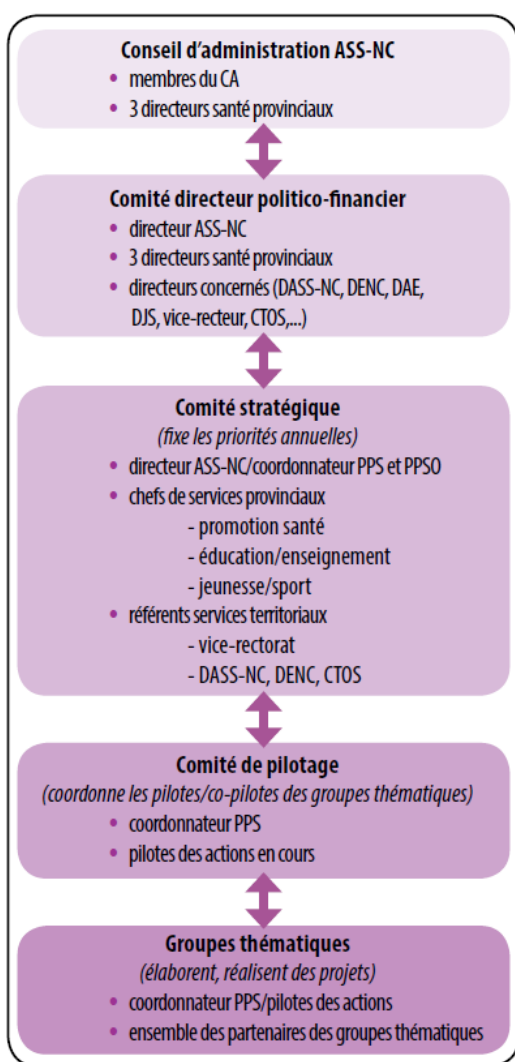 Conseil d'administration ASS-NC
• membres du CA
• 3 directeurs santé provinciaux
Comité directeur politico-financier
• directeur ASS-NC
• 3 directeurs santé provinciaux
• directeurs concernés (DASS-NC, DENC, DAE,
DJS, vice-recteur, CTOS,...)
Comité stratégique
(fixe les priorités annuelles)
• directeur ASS-NC/coordonnateur PPS et PPSO
• chefs de services provinciaux
- promotion santé
- éducation/enseignement
- jeunesse/sport
• référents services territoriaux
- vice-rectorat
- DASS-NC, DENC, CTOS
Comité de pilotage
(coordonne les pilotes/co-pilotes des groupes thématiques)
• coordonnateur PPS
• pilotes des actions en cours
Groupes thématiques
(élaborent, réalisent des projets)
• coordonnateur PPS/pilotes des actions
• ensemble des partenaires des groupes thématiques